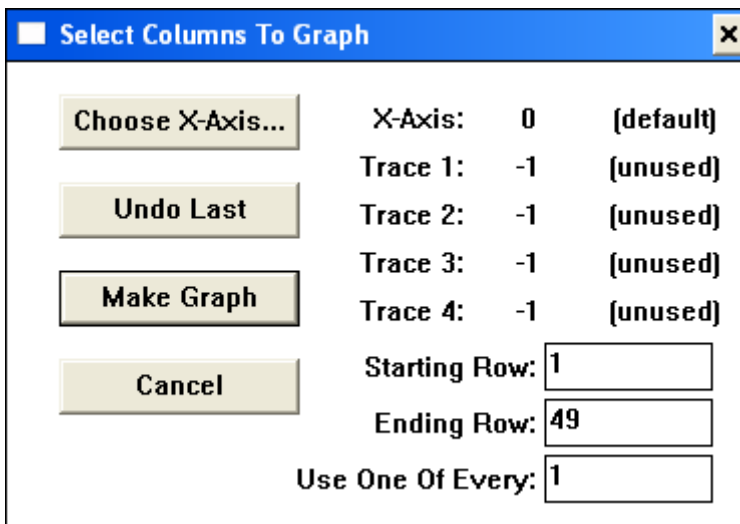 Select Columns To Graph
Choose X-Axis...
X-Axis: 0 (default)
Trace 1: -1 (unused)
Undo Last
Trace 2: -1 (unused)
Trace 3: -1 (unused)
Make Graph
Trace 4: -1 (unused)
Cancel
Starting Row: 1
Ending Row: 49
Use One Of Every: 1